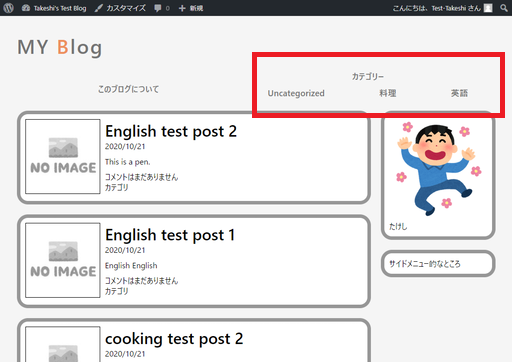 Takeshi's Test Blog カスタマイズ 0 + 新規 こんにちは、Test-Takeshi さん
MY Blog
このブログについて
カテゴリー
Uncategorized 料理 英語
NO IMAGE
English test post 2
2020/10/21
This is a pen.
コメントはまだありません
カテゴリ
たけし
NO IMAGE
English test post 1
2020/10/21
English English
コメントはまだありません
カテゴリ
サイドメニュー的なところ
cooking test post 2
2020/10/21